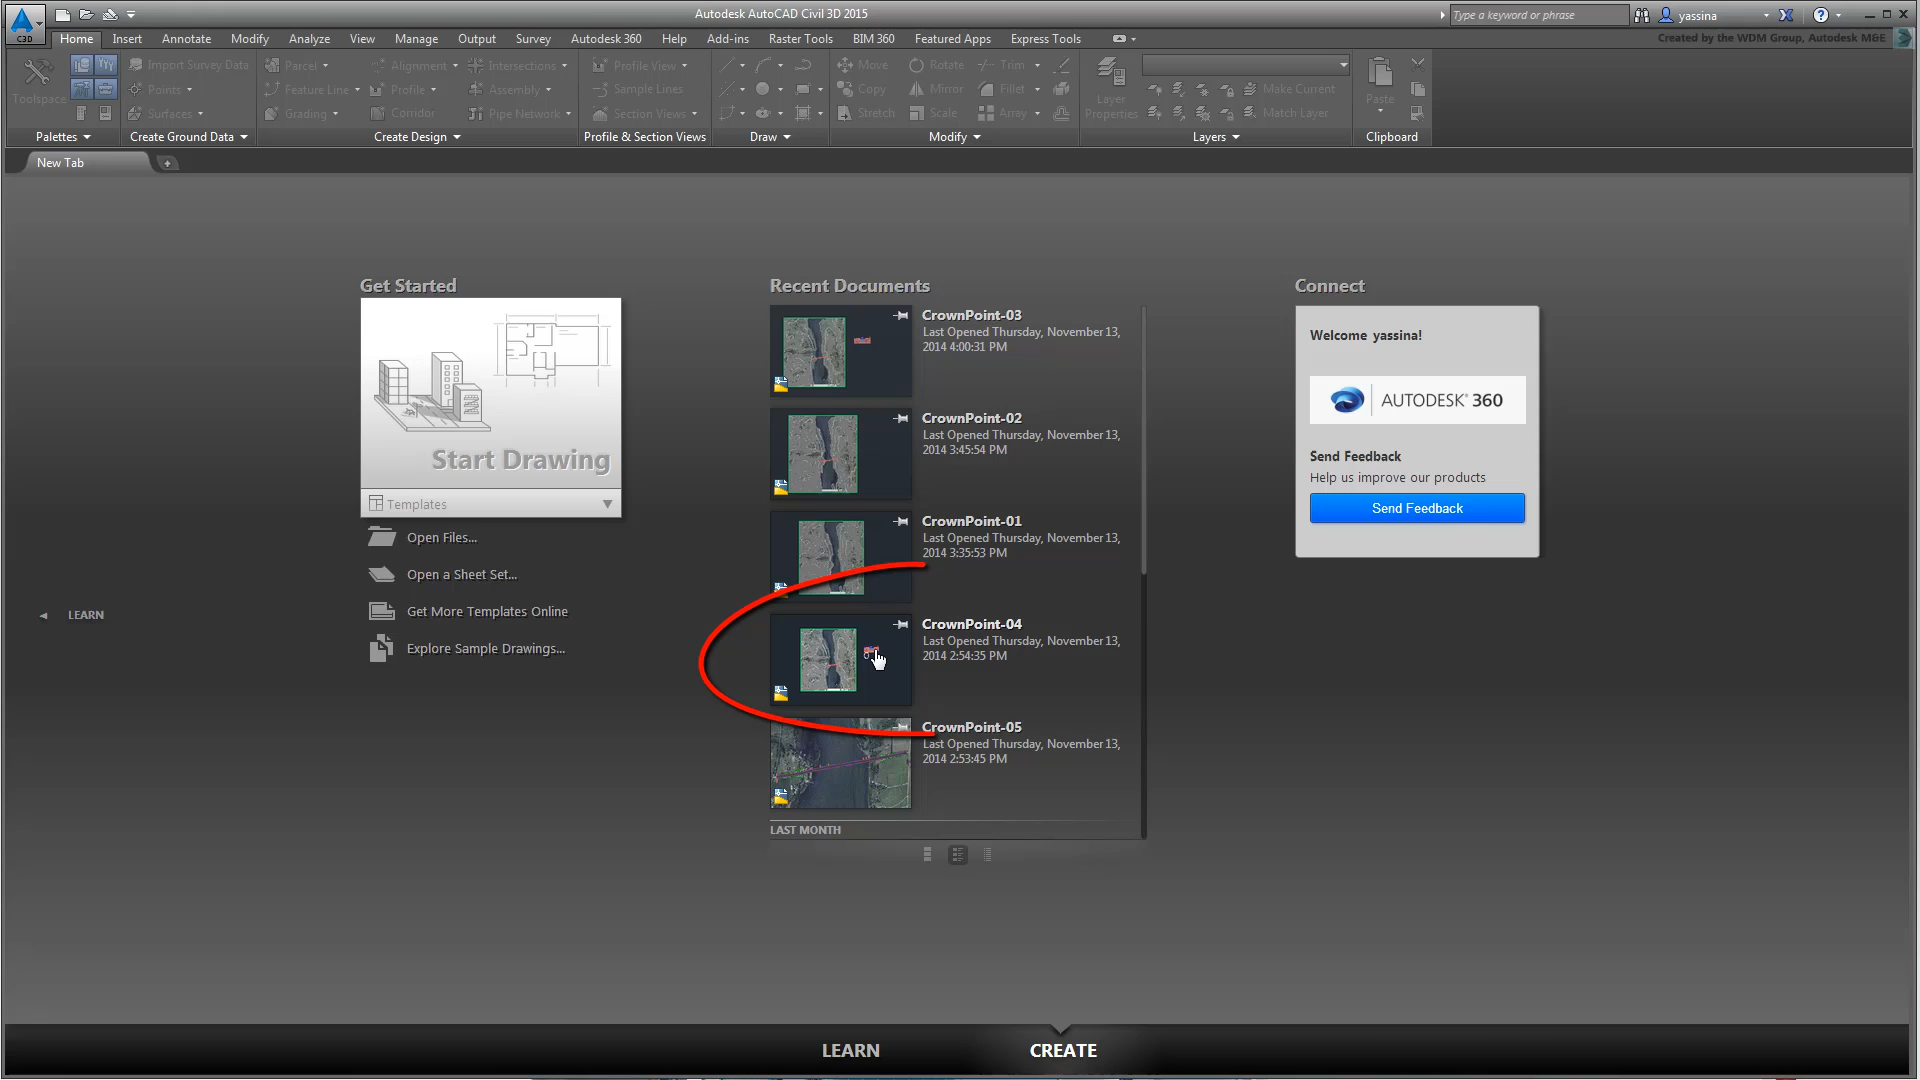 Autodesk AutoCAD Civil 3D 2015
Type a keyword or phrase
yassina
C3D
Home Insert Annotate Modify Analyze View Manage Output Survey Autodesk 360 Help Add-ins Raster Tools BIM 360 Featured Apps Express Tools
Created by the WDM Group, Autodesk M&E
Toolspace
Palettes
Import Survey Data
Points
Surfaces
Create Ground Data
Parcel
Feature Line
Grading
Alignment
Profile
Corridor
Intersections
Assembly
Pipe Network
Create Design
Profile View
Sample Lines
Section Views
Profile & Section Views
Draw
Move
Copy
Stretch
Rotate
Mirror
Scale
Trim
Fillet
Array
Modify
Layer
Properties
Make Current
Match Layer
Layers
Paste
Clipboard
New Tab
Get Started
Start Drawing
Templates
Open Files...
Open a Sheet Set...
Get More Templates Online
Explore Sample Drawings...
LEARN
Recent Documents
CrownPoint-03
Last Opened Thursday, November 13,
2014 4:00:31 PM
CrownPoint-02
Last Opened Thursday, November 13,
2014 3:45:54 PM
CrownPoint-01
Last Opened Thursday, November 13,
2014 3:35:53 PM
CrownPoint-04
Last Opened Thursday, November 13,
2014 2:54:35 PM
CrownPoint-05
Last Opened Thursday, November 13,
2014 2:53:45 PM
LAST MONTH
Connect
Welcome yassina!
AUTODESK® 360
Send Feedback
Help us improve our products
Send Feedback
LEARN
CREATE